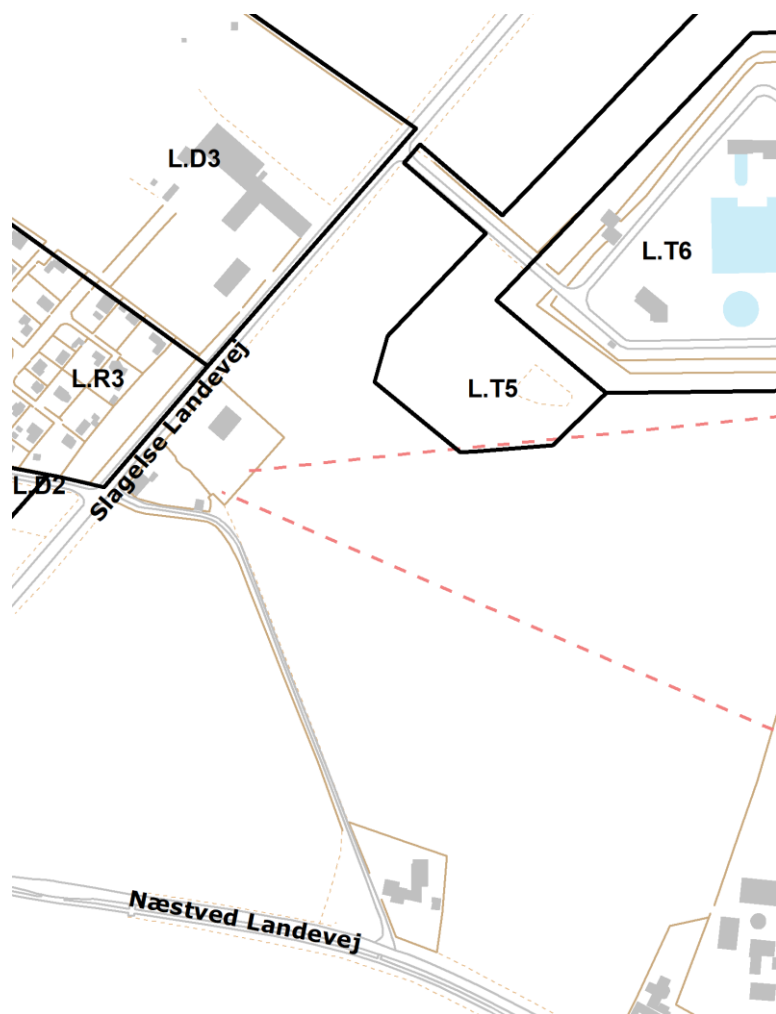 L.D3
L.T6
L.R3
L.T5
Slagelse Landevej
L.D2
Næstved Landevej